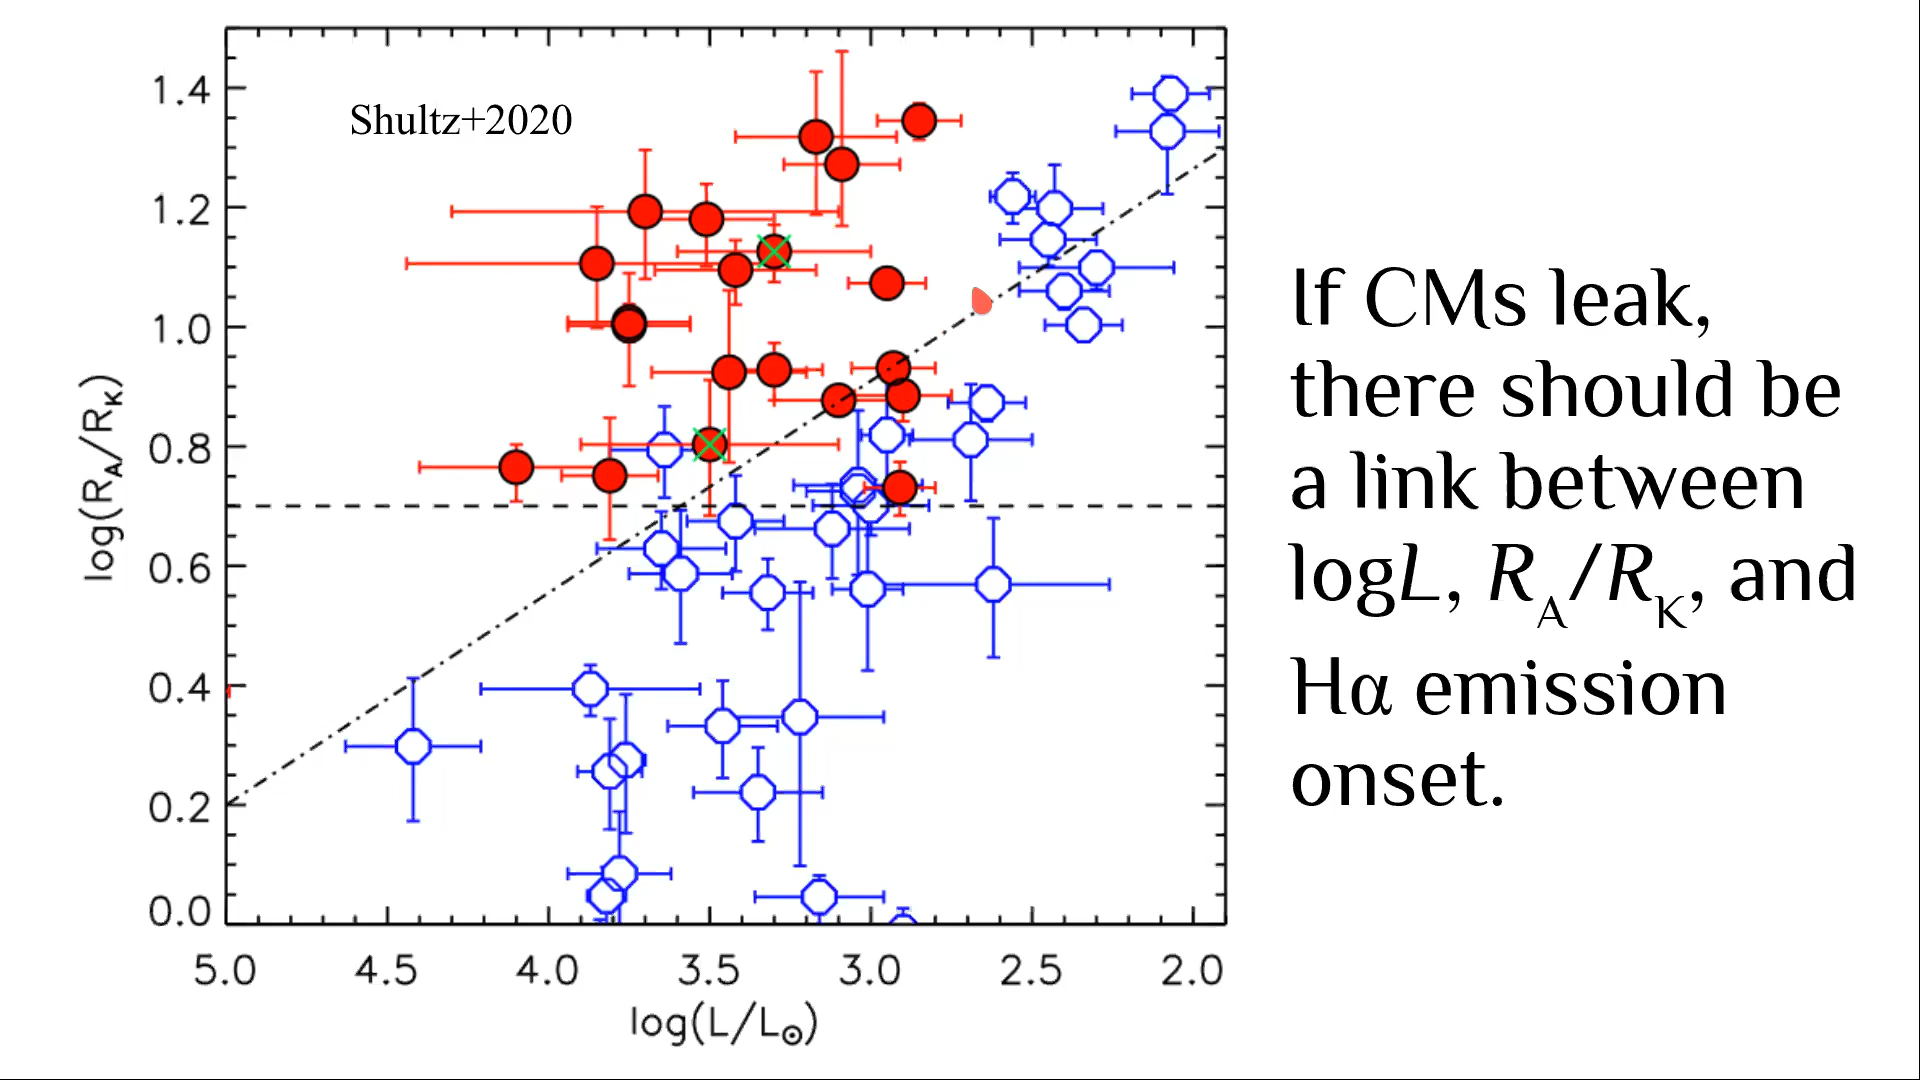 Shultz+2020
1.4
1.2
1.0
0.8
0.6
0.4
0.2
0.0
log(R_A/R_K)
5.0 4.5 4.0 3.5 3.0 2.5 2.0
log(L/L☉)
If CMs leak,
there should be
a link between
logL, R_A/R_K, and
Hα emission
onset.